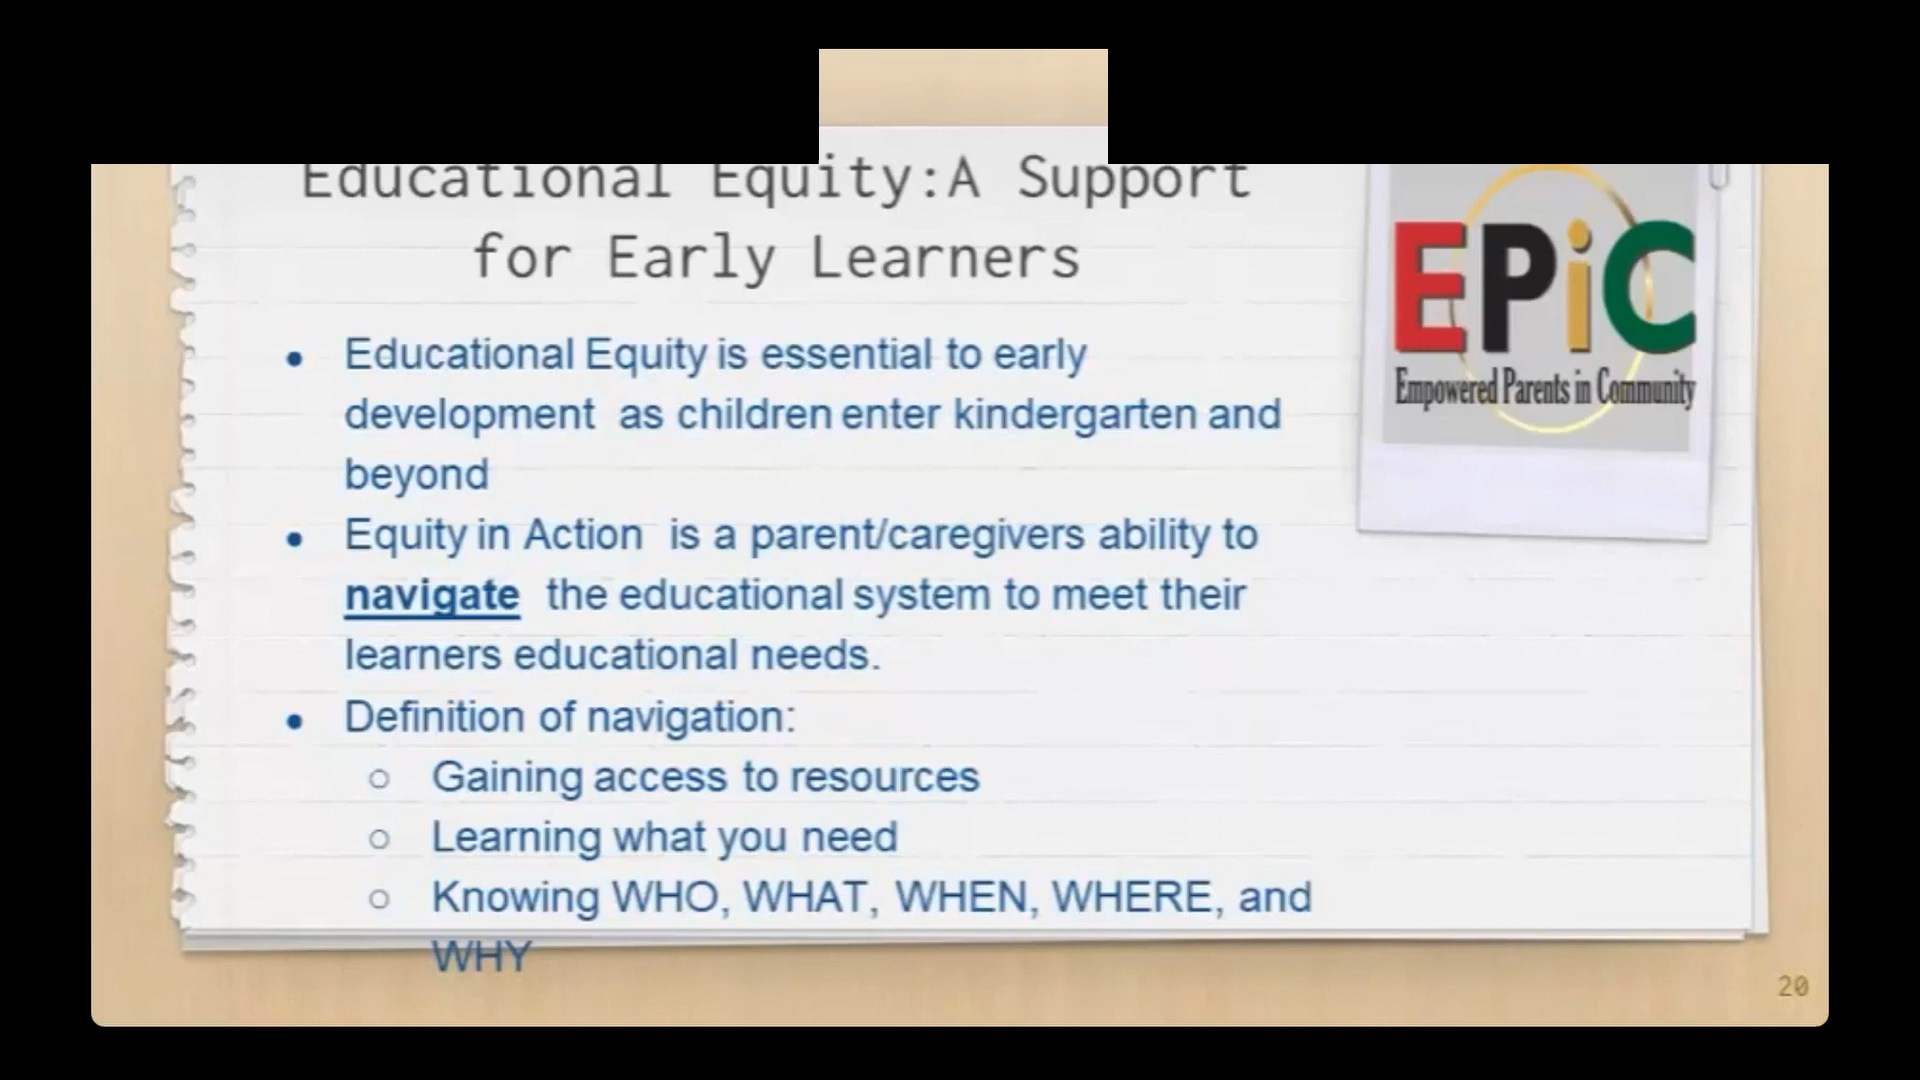 Educational Equity:A Support
for Early Learners
EPiC
Empowered Parents in Community
• Educational Equity is essential to early
development as children enter kindergarten and
beyond
• Equity in Action is a parent/caregivers ability to
navigate the educational system to meet their
learners educational needs.
• Definition of navigation:
○ Gaining access to resources
○ Learning what you need
○ Knowing WHO, WHAT, WHEN, WHERE, and
WHY
20